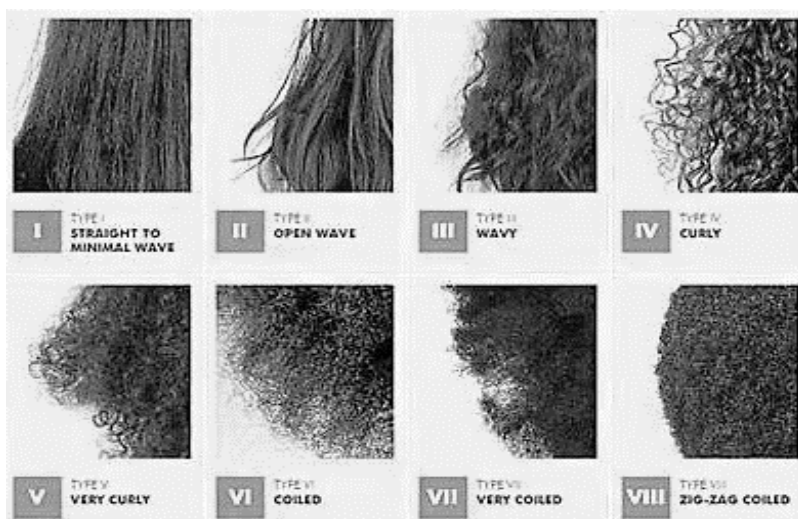 I
TYPE I
STRAIGHT TO
MINIMAL WAVE
II
TYPE II
OPEN WAVE
III
TYPE III
WAVY
IV
TYPE IV
CURLY
V
TYPE V
VERY CURLY
VI
TYPE VI
COILED
VII
TYPE VII
VERY COILED
VIII
TYPE VIII
ZIG-ZAG COILED